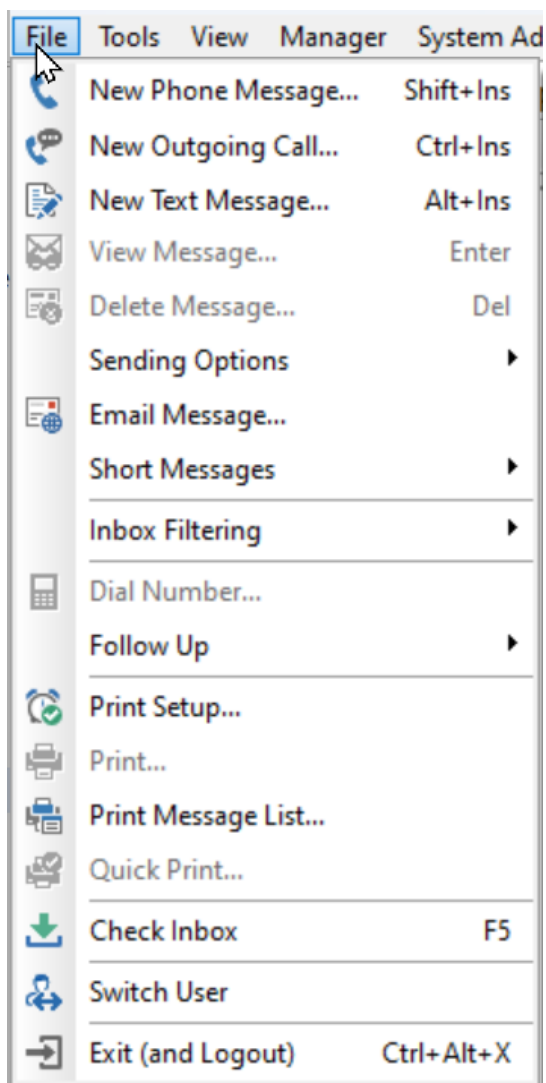 File Tools View Manager System Ad
New Phone Message... Shift+Ins
New Outgoing Call... Ctrl+Ins
New Text Message... Alt+Ins
View Message... Enter
Delete Message... Del
Sending Options
Email Message...
Short Messages
Inbox Filtering
Dial Number...
Follow Up
Print Setup...
Print...
Print Message List...
Quick Print...
Check Inbox F5
Switch User
Exit (and Logout) Ctrl+Alt+X